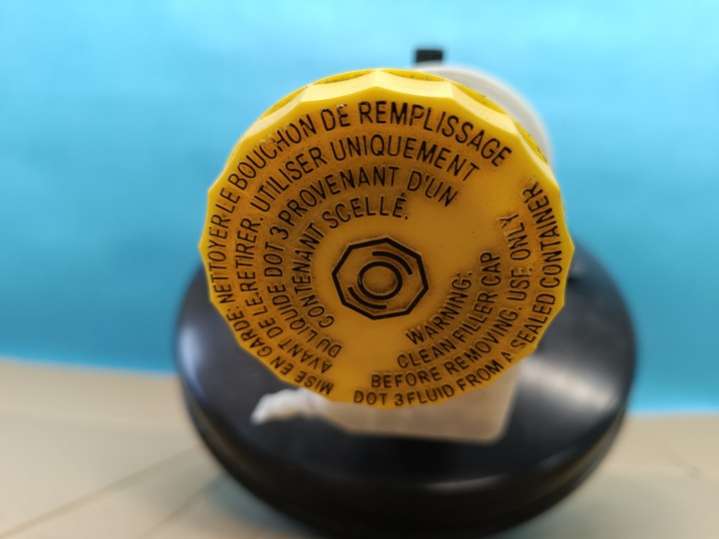 MISE EN GARDE: NETTOYER LE BOUCHON DE REMPLISSAGE
AVANT DE LE RETIRER. UTILISER UNIQUEMENT
DU LIQUIDE DOT 3 PROVENANT D'UN
CONTENANT SCELLÉ.
WARNING:
CLEAN FILLER CAP
BEFORE REMOVING. USE ONLY
DOT 3 FLUID FROM A SEALED CONTAINER